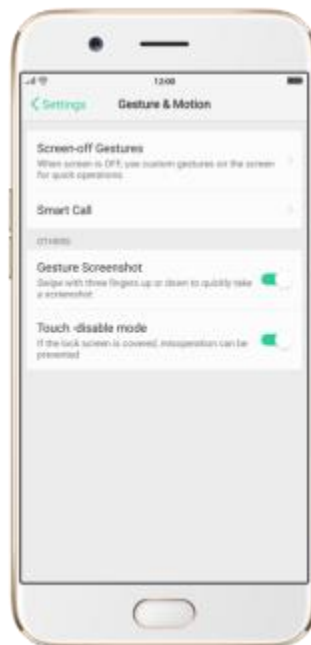 12:00
Settings
Gesture & Motion
Screen-off Gestures
When screen is OFF, use custom gestures on the screen
for quick operations
Smart Call
OTHERS
Gesture Screenshot
Swipe with three fingers up or down to quickly take
a screenshot
Touch -disable mode
If the lock screen is covered, misoperation can be
prevented